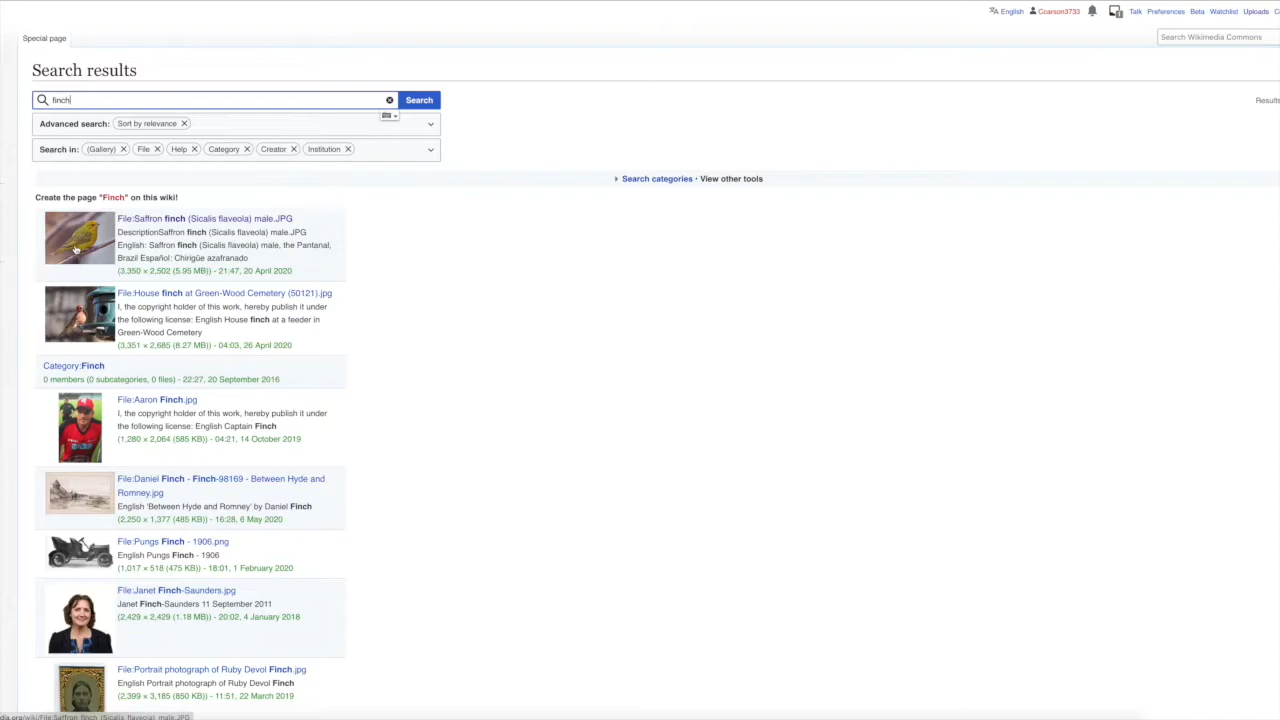 English Ccarson3733 Talk Preferences Beta Watchlist Uploads
Special page
Search Wikimedia Commons
Search results
finch Search
Results
Advanced search: Sort by relevance
Search in: (Gallery) File Help Category Creator Institution
Search categories · View other tools
Create the page "Finch" on this wiki!
File:Saffron finch (Sicalis flaveola) male.JPG
DescriptionSaffron finch (Sicalis flaveola) male.JPG
English: Saffron finch (Sicalis flaveola) male, the Pantanal,
Brazil Español: Chirigüe azafranado
(3,350 × 2,502 (5.95 MB)) - 21:47, 20 April 2020
File:House finch at Green-Wood Cemetery (50121).jpg
I, the copyright holder of this work, hereby publish it under
the following license: English House finch at a feeder in
Green-Wood Cemetery
(3,351 × 2,685 (8.27 MB)) - 04:03, 26 April 2020
Category:Finch
0 members (0 subcategories, 0 files) - 22:27, 20 September 2016
File:Aaron Finch.jpg
I, the copyright holder of this work, hereby publish it under
the following license: English Captain Finch
(1,280 × 2,064 (585 KB)) - 04:21, 14 October 2019
File:Daniel Finch - Finch-98169 - Between Hyde and
Romney.jpg
English 'Between Hyde and Romney' by Daniel Finch
(2,250 × 1,377 (485 KB)) - 16:28, 6 May 2020
File:Pungs Finch - 1906.png
English Pungs Finch - 1906
(1,017 × 518 (475 KB)) - 18:01, 1 February 2020
File:Janet Finch-Saunders.jpg
Janet Finch-Saunders 11 September 2011
(2,429 × 2,429 (1.18 MB)) - 20:02, 4 January 2018
File:Portrait photograph of Ruby Devol Finch.jpg
English Portrait photograph of Ruby Devol Finch
(2,399 × 3,185 (850 KB)) - 11:51, 22 March 2019
dia.org/wiki/File:Saffron_finch_(Sicalis_flaveola)_male.JPG